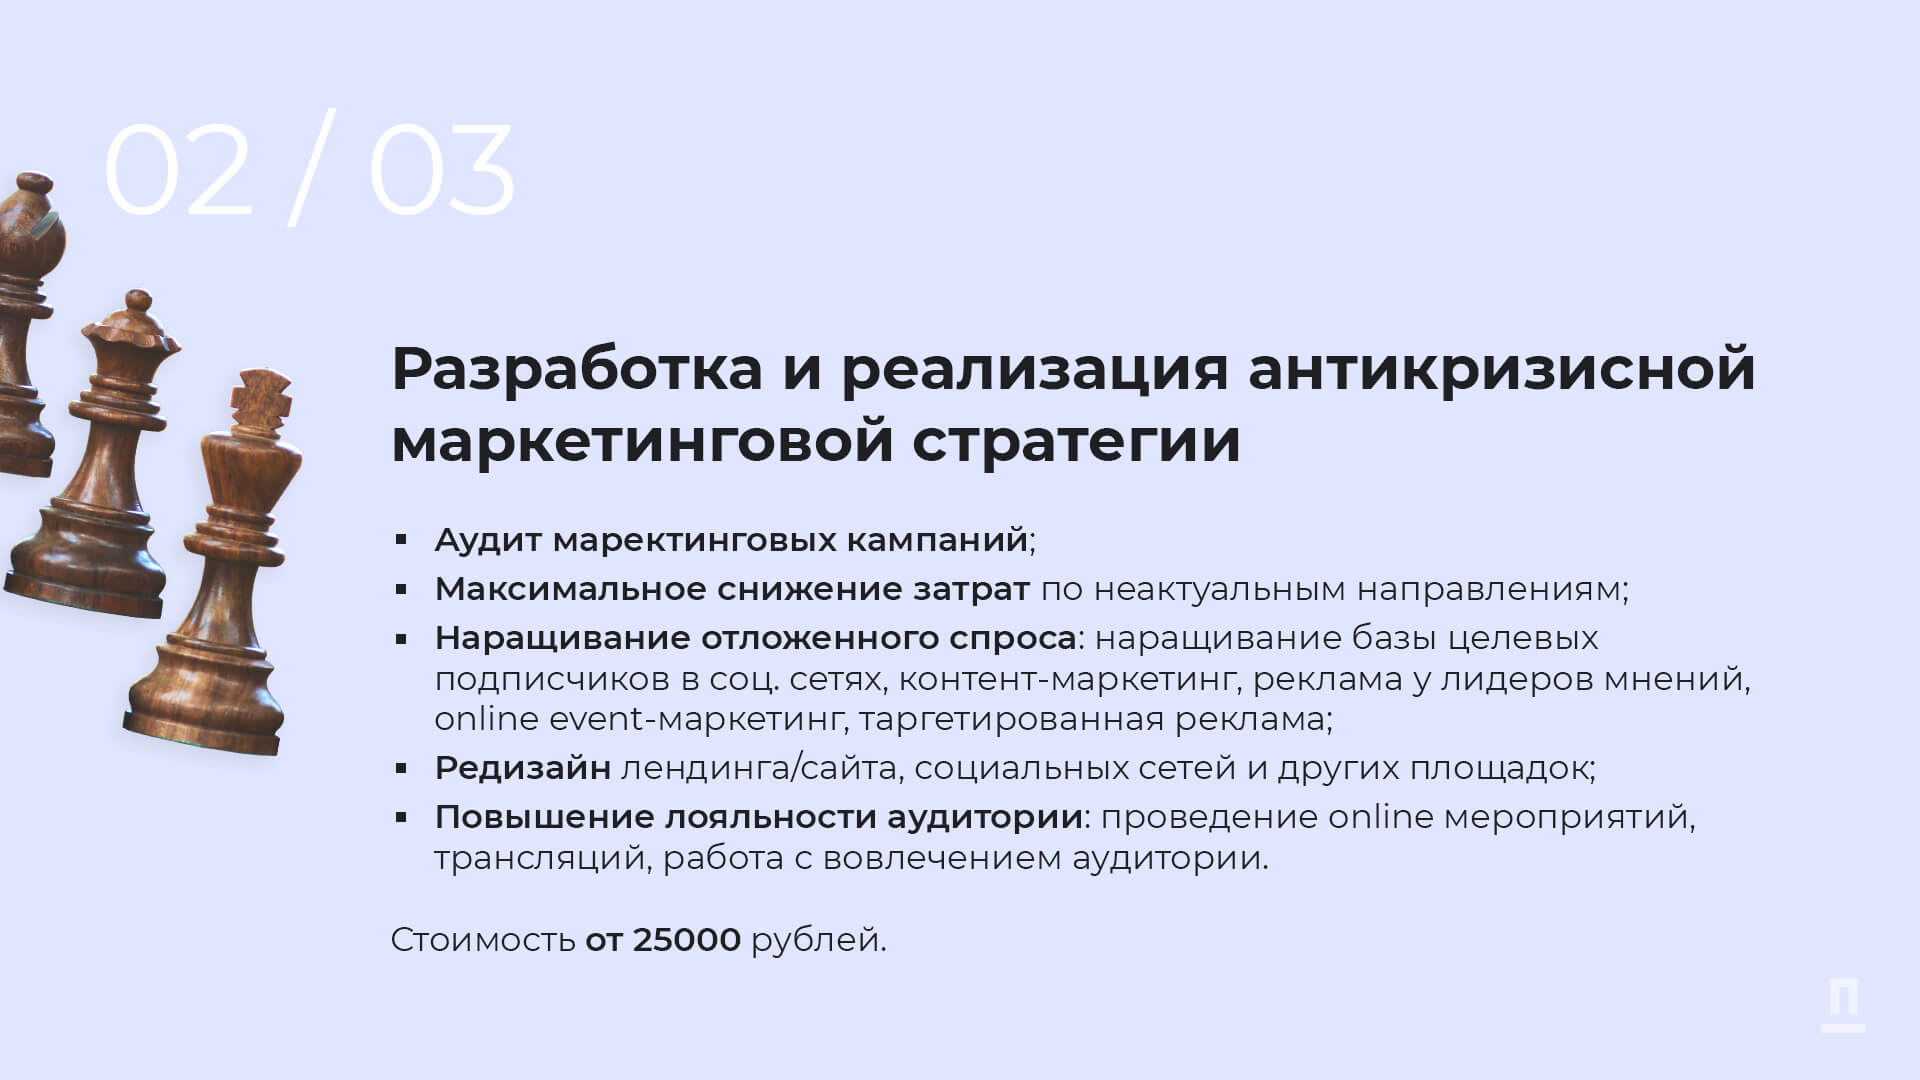 02 / 03
Разработка и реализация антикризисной
маркетинговой стратегии
▪ Аудит маректинговых кампаний;
▪ Максимальное снижение затрат по неактуальным направлениям;
▪ Наращивание отложенного спроса: наращивание базы целевых
подписчиков в соц. сетях, контент-маркетинг, реклама у лидеров мнений,
online event-маркетинг, таргетированная реклама;
▪ Редизайн лендинга/сайта, социальных сетей и других площадок;
▪ Повышение лояльности аудитории: проведение online мероприятий,
трансляций, работа с вовлечением аудитории.
Стоимость от 25000 рублей.
п